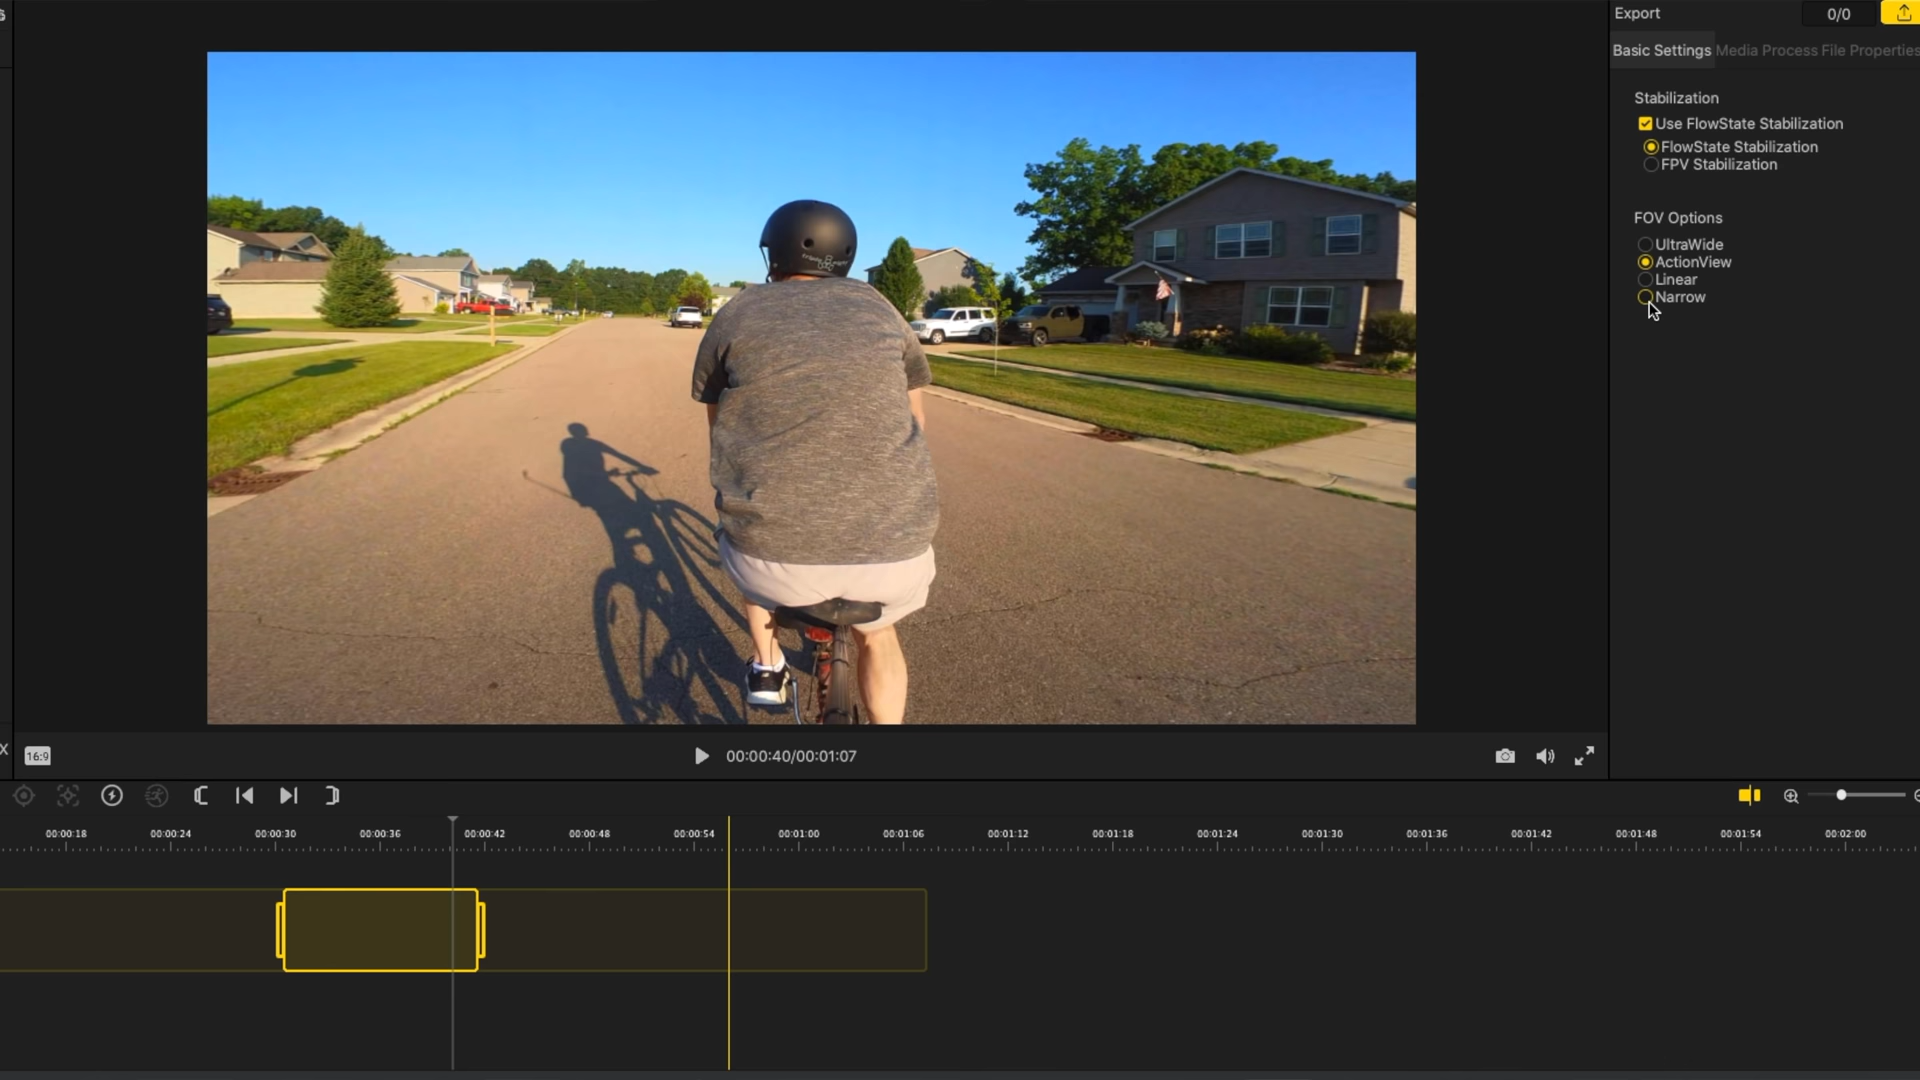 Export
0/0
Basic Settings Media Process File Properties
Stabilization
Use FlowState Stabilization
FlowState Stabilization
FPV Stabilization
FOV Options
UltraWide
ActionView
Linear
Narrow
16:9
00:00:40/00:01:07
00:00:18 00:00:24 00:00:30 00:00:36 00:00:42 00:00:48 00:00:54 00:01:00 00:01:06 00:01:12 00:01:18 00:01:24 00:01:30 00:01:36 00:01:42 00:01:48 00:01:54 00:02:00